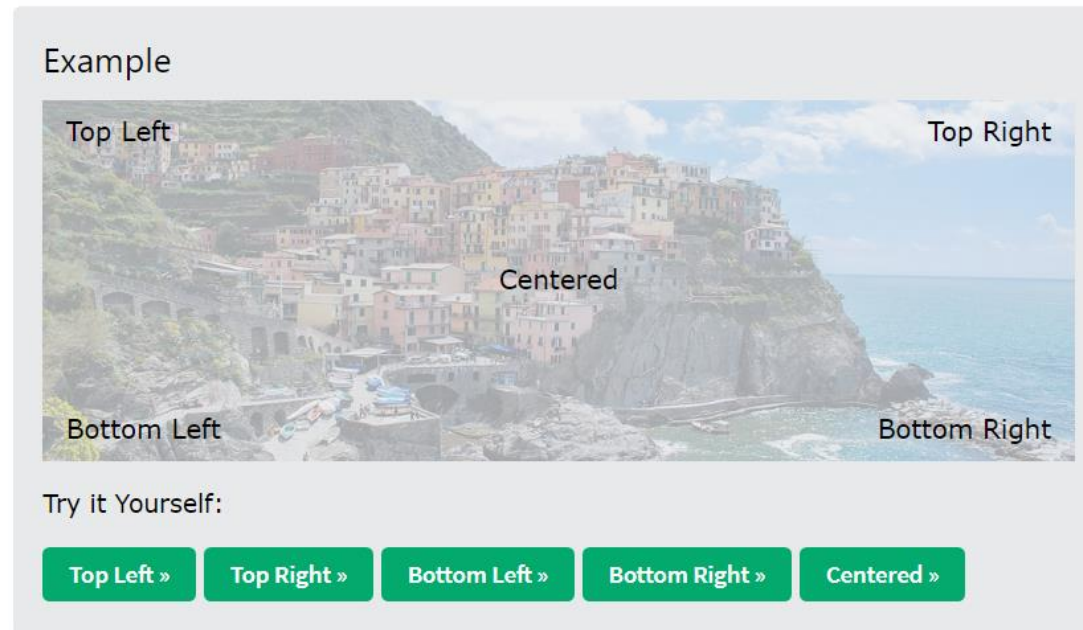 Example
Top Left Top Right
Centered
Bottom Left Bottom Right
Try it Yourself:
Top Left » Top Right » Bottom Left » Bottom Right » Centered »